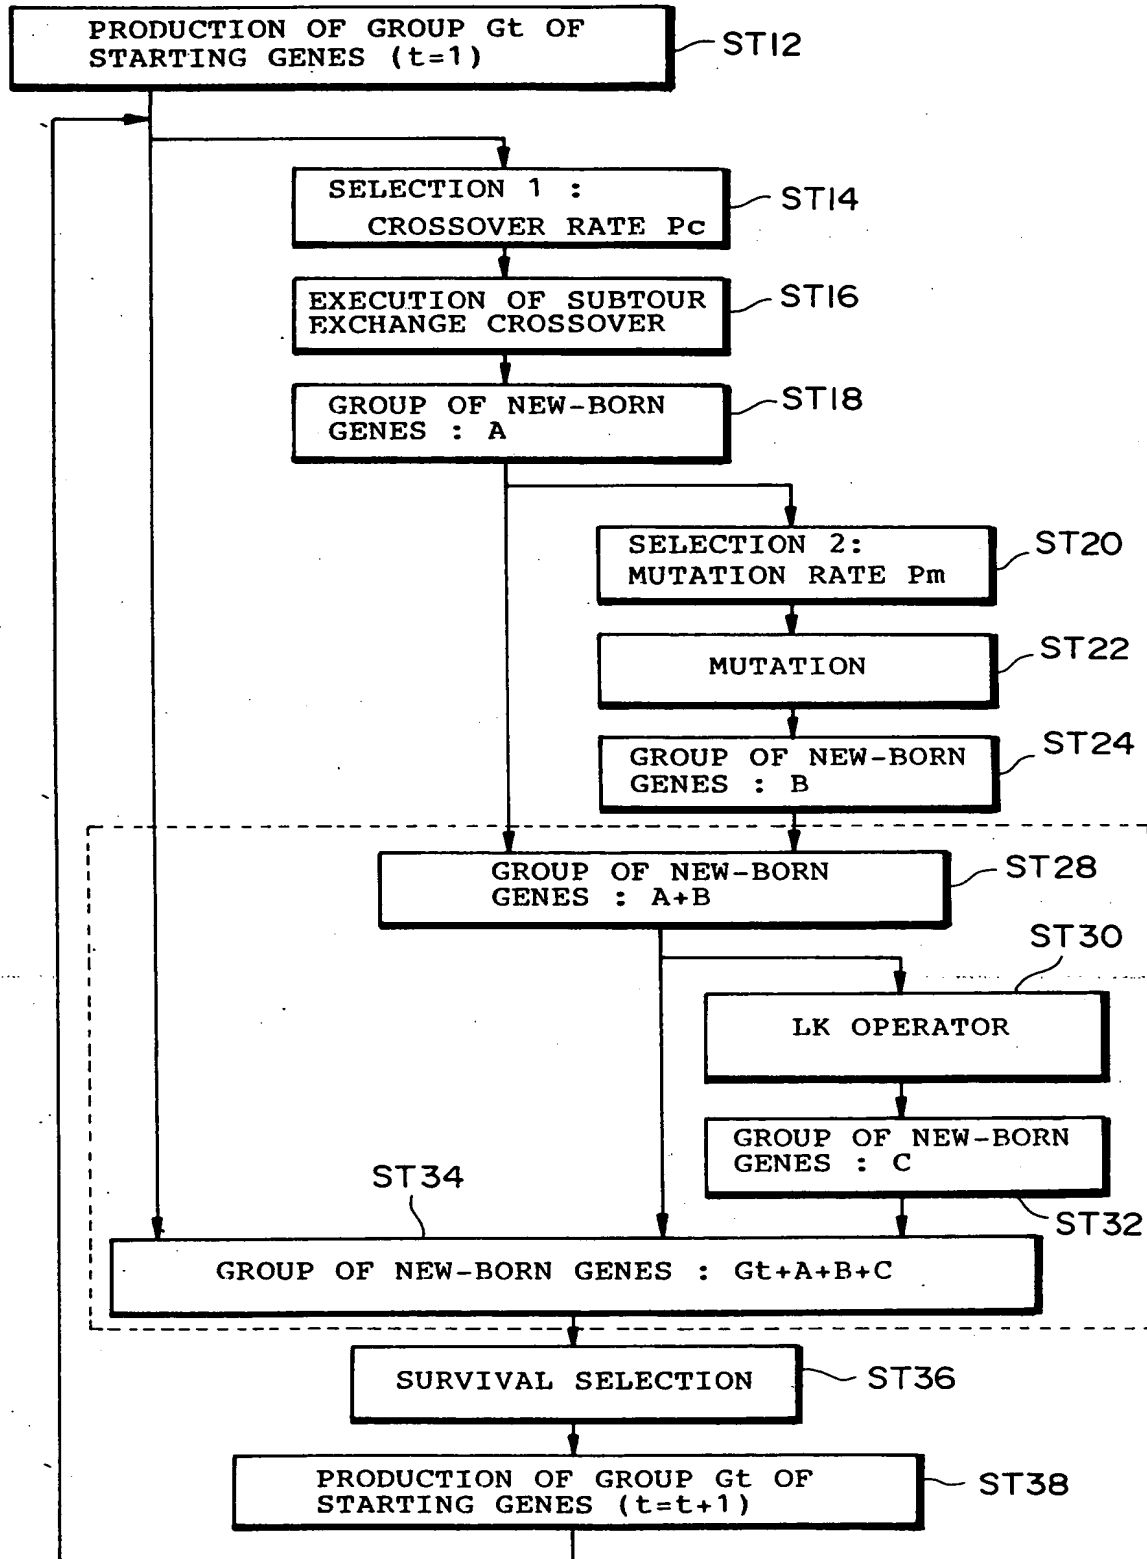 PRODUCTION OF GROUP Gt OF
STARTING GENES (t=1)
ST12
SELECTION 1 :
CROSSOVER RATE Pc
ST14
EXECUTION OF SUBTOUR
EXCHANGE CROSSOVER
ST16
GROUP OF NEW-BORN
GENES : A
ST18
SELECTION 2:
MUTATION RATE Pm
ST20
MUTATION
ST22
GROUP OF NEW-BORN
GENES : B
ST24
GROUP OF NEW-BORN
GENES : A+B
ST28
ST30
LK OPERATOR
GROUP OF NEW-BORN
GENES : C
ST32
ST34
GROUP OF NEW-BORN GENES : Gt+A+B+C
SURVIVAL SELECTION
ST36
PRODUCTION OF GROUP Gt OF
STARTING GENES (t=t+1)
ST38